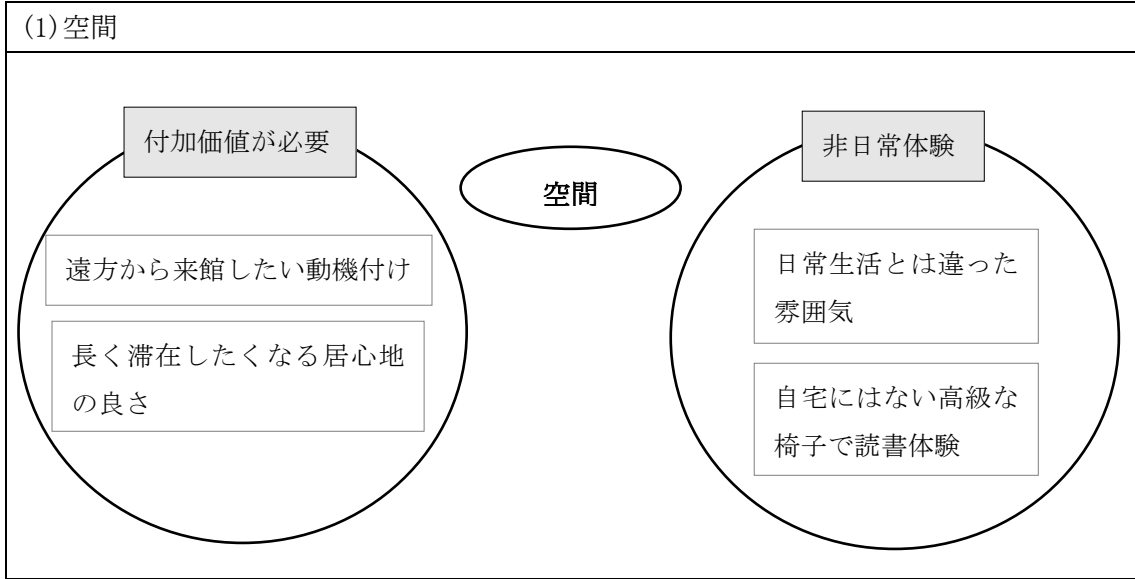 (1)空間
付加価値が必要
遠方から来館したい動機付け
長く滞在したくなる居心地
の良さ
空間
非日常体験
日常生活とは違った
雰囲気
自宅にはない高級な
椅子で読書体験